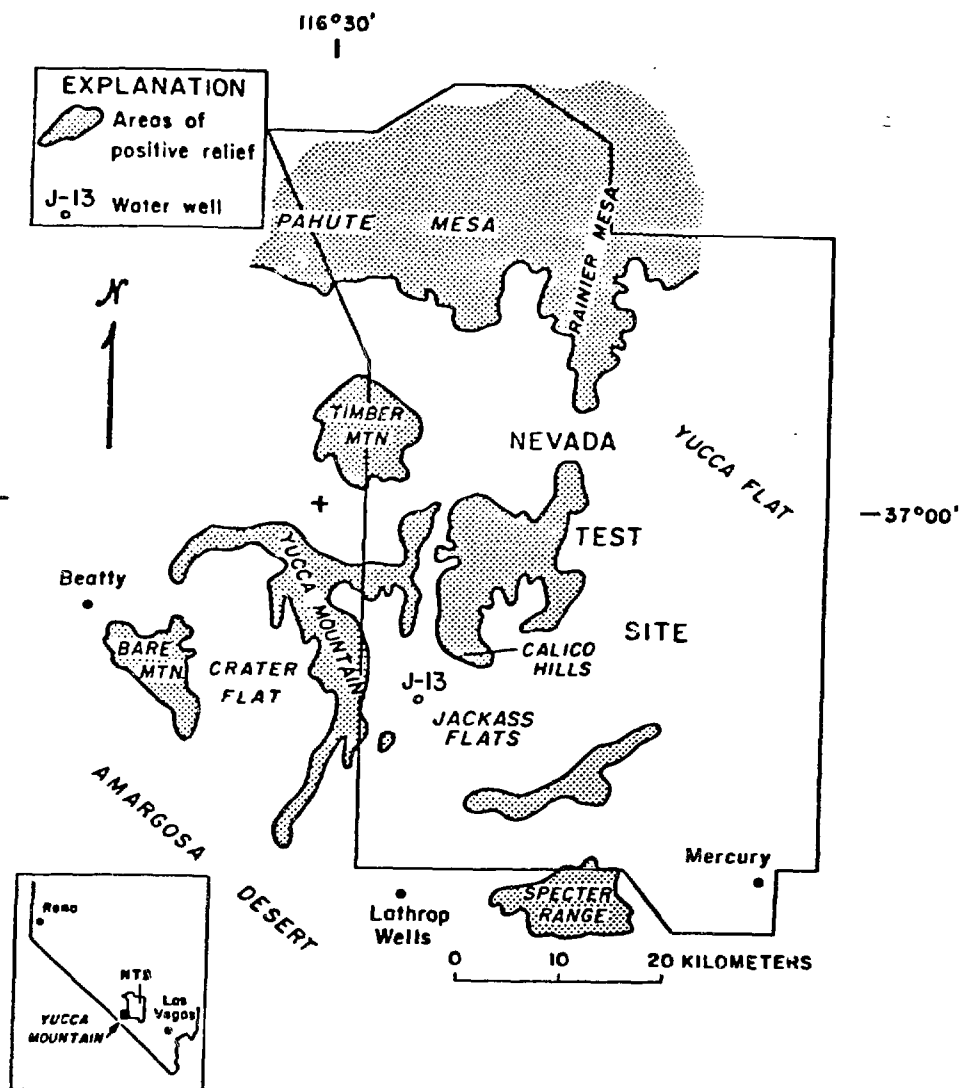 116°30'
EXPLANATION
Areas of
positive relief
J-13 Water well
PAHUTE MESA
RAINIER MESA
N
TIMBER
MTN
NEVADA
YUCCA FLAT
37°00'
TEST
YUCCA MOUNTAIN
Beatty
SITE
BARE
MTN.
CRATER
FLAT
CALICO
HILLS
J-13
JACKASS
FLATS
AMARGOSA
DESERT
Mercury
Lathrop
Wells
SPECTER
RANGE
0 10 20 KILOMETERS
Reno
NTS
Las
Vegas
YUCCA
MOUNTAIN